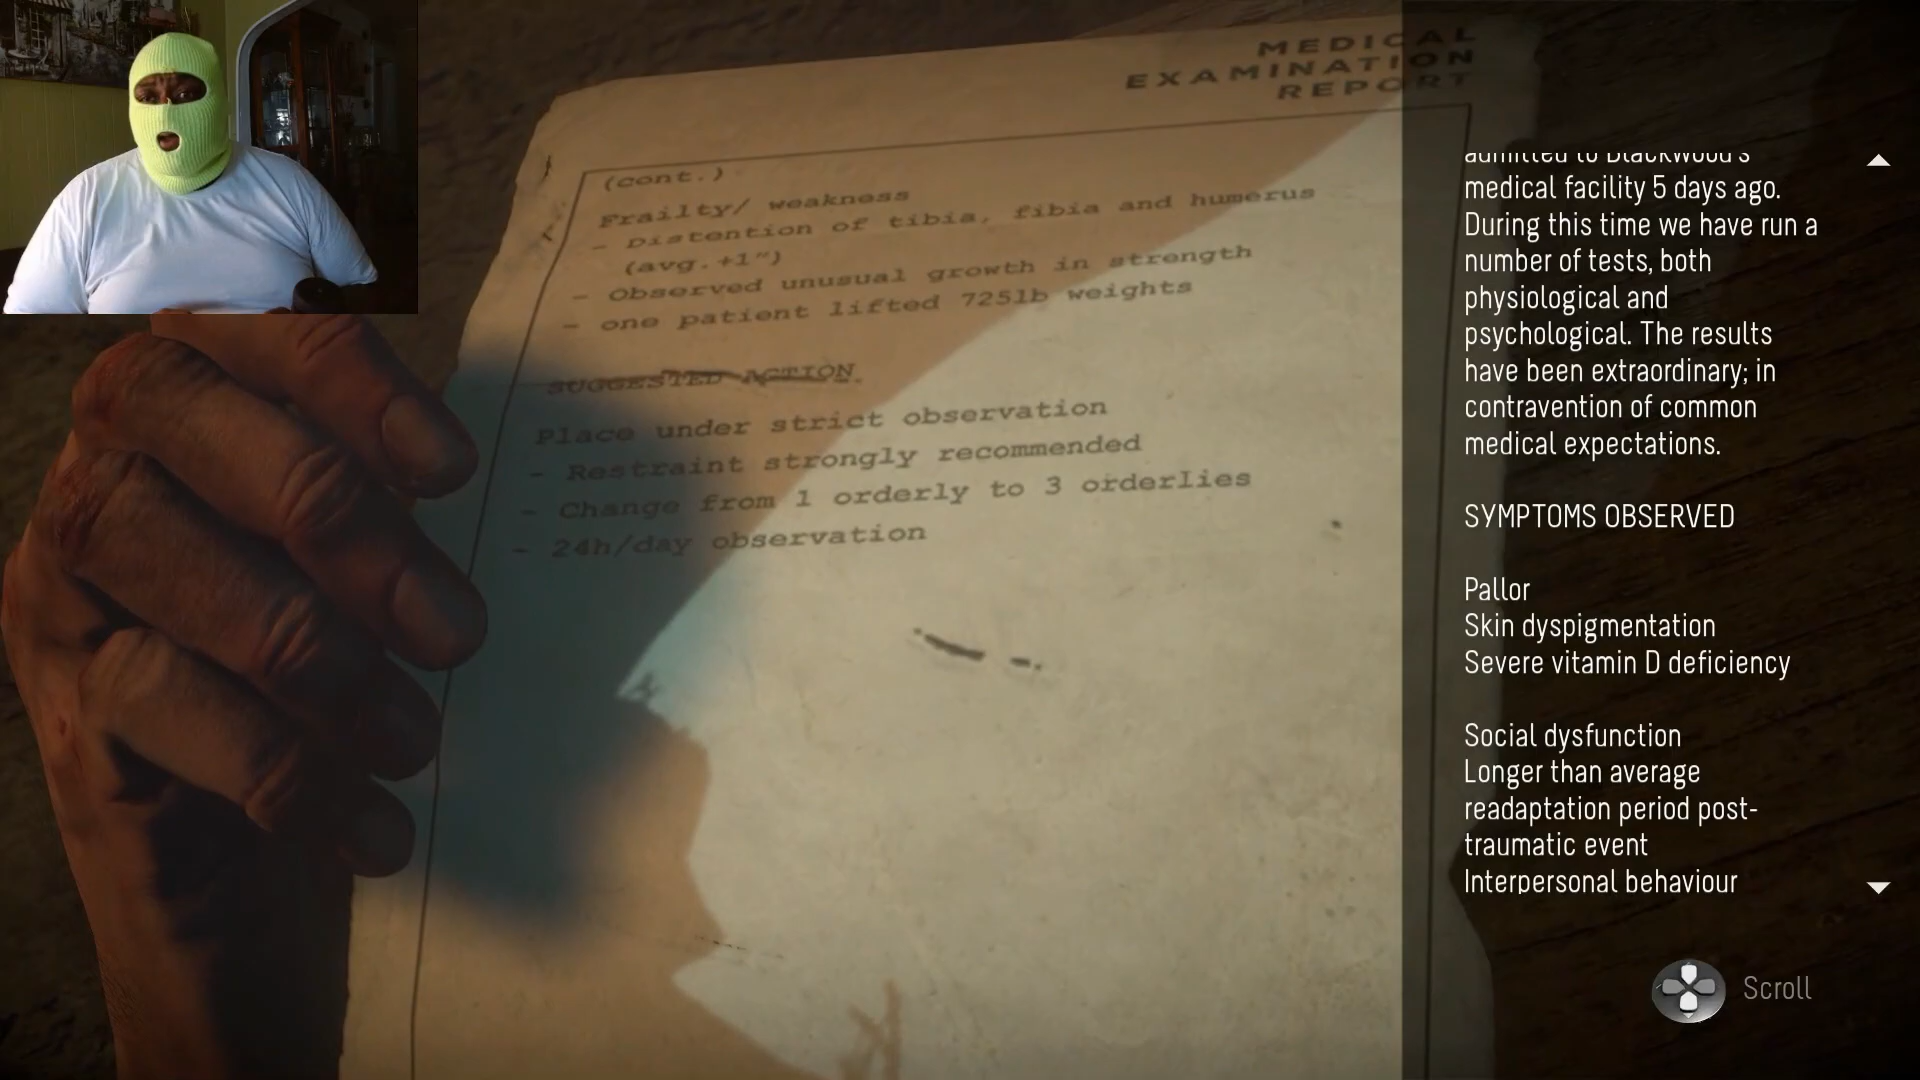 MEDICAL
EXAMINATION
REPORT
(cont.)
Frailty/ weakness
- Distention of tibia, fibia and humerus
(avg.+1")
- Observed unusual growth in strength
- one patient lifted 725lb weights
SUGGESTED ACTION
Place under strict observation
- Restraint strongly recommended
- Change from 1 orderly to 3 orderlies
- 24h/day observation
admitted to Blackwood's
medical facility 5 days ago.
During this time we have run a
number of tests, both
physiological and
psychological. The results
have been extraordinary; in
contravention of common
medical expectations.
SYMPTOMS OBSERVED
Pallor
Skin dyspigmentation
Severe vitamin D deficiency
Social dysfunction
Longer than average
readaptation period post-
traumatic event
Interpersonal behaviour
Scroll